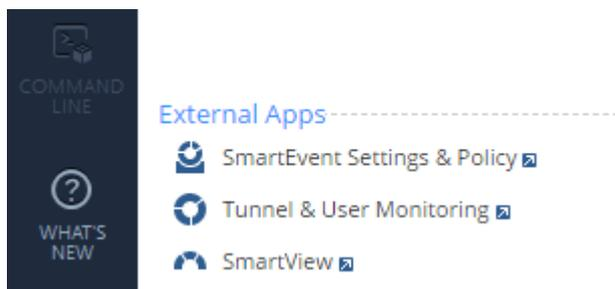 COMMAND
LINE
External Apps
SmartEvent Settings & Policy
Tunnel & User Monitoring
WHAT'S
NEW
SmartView